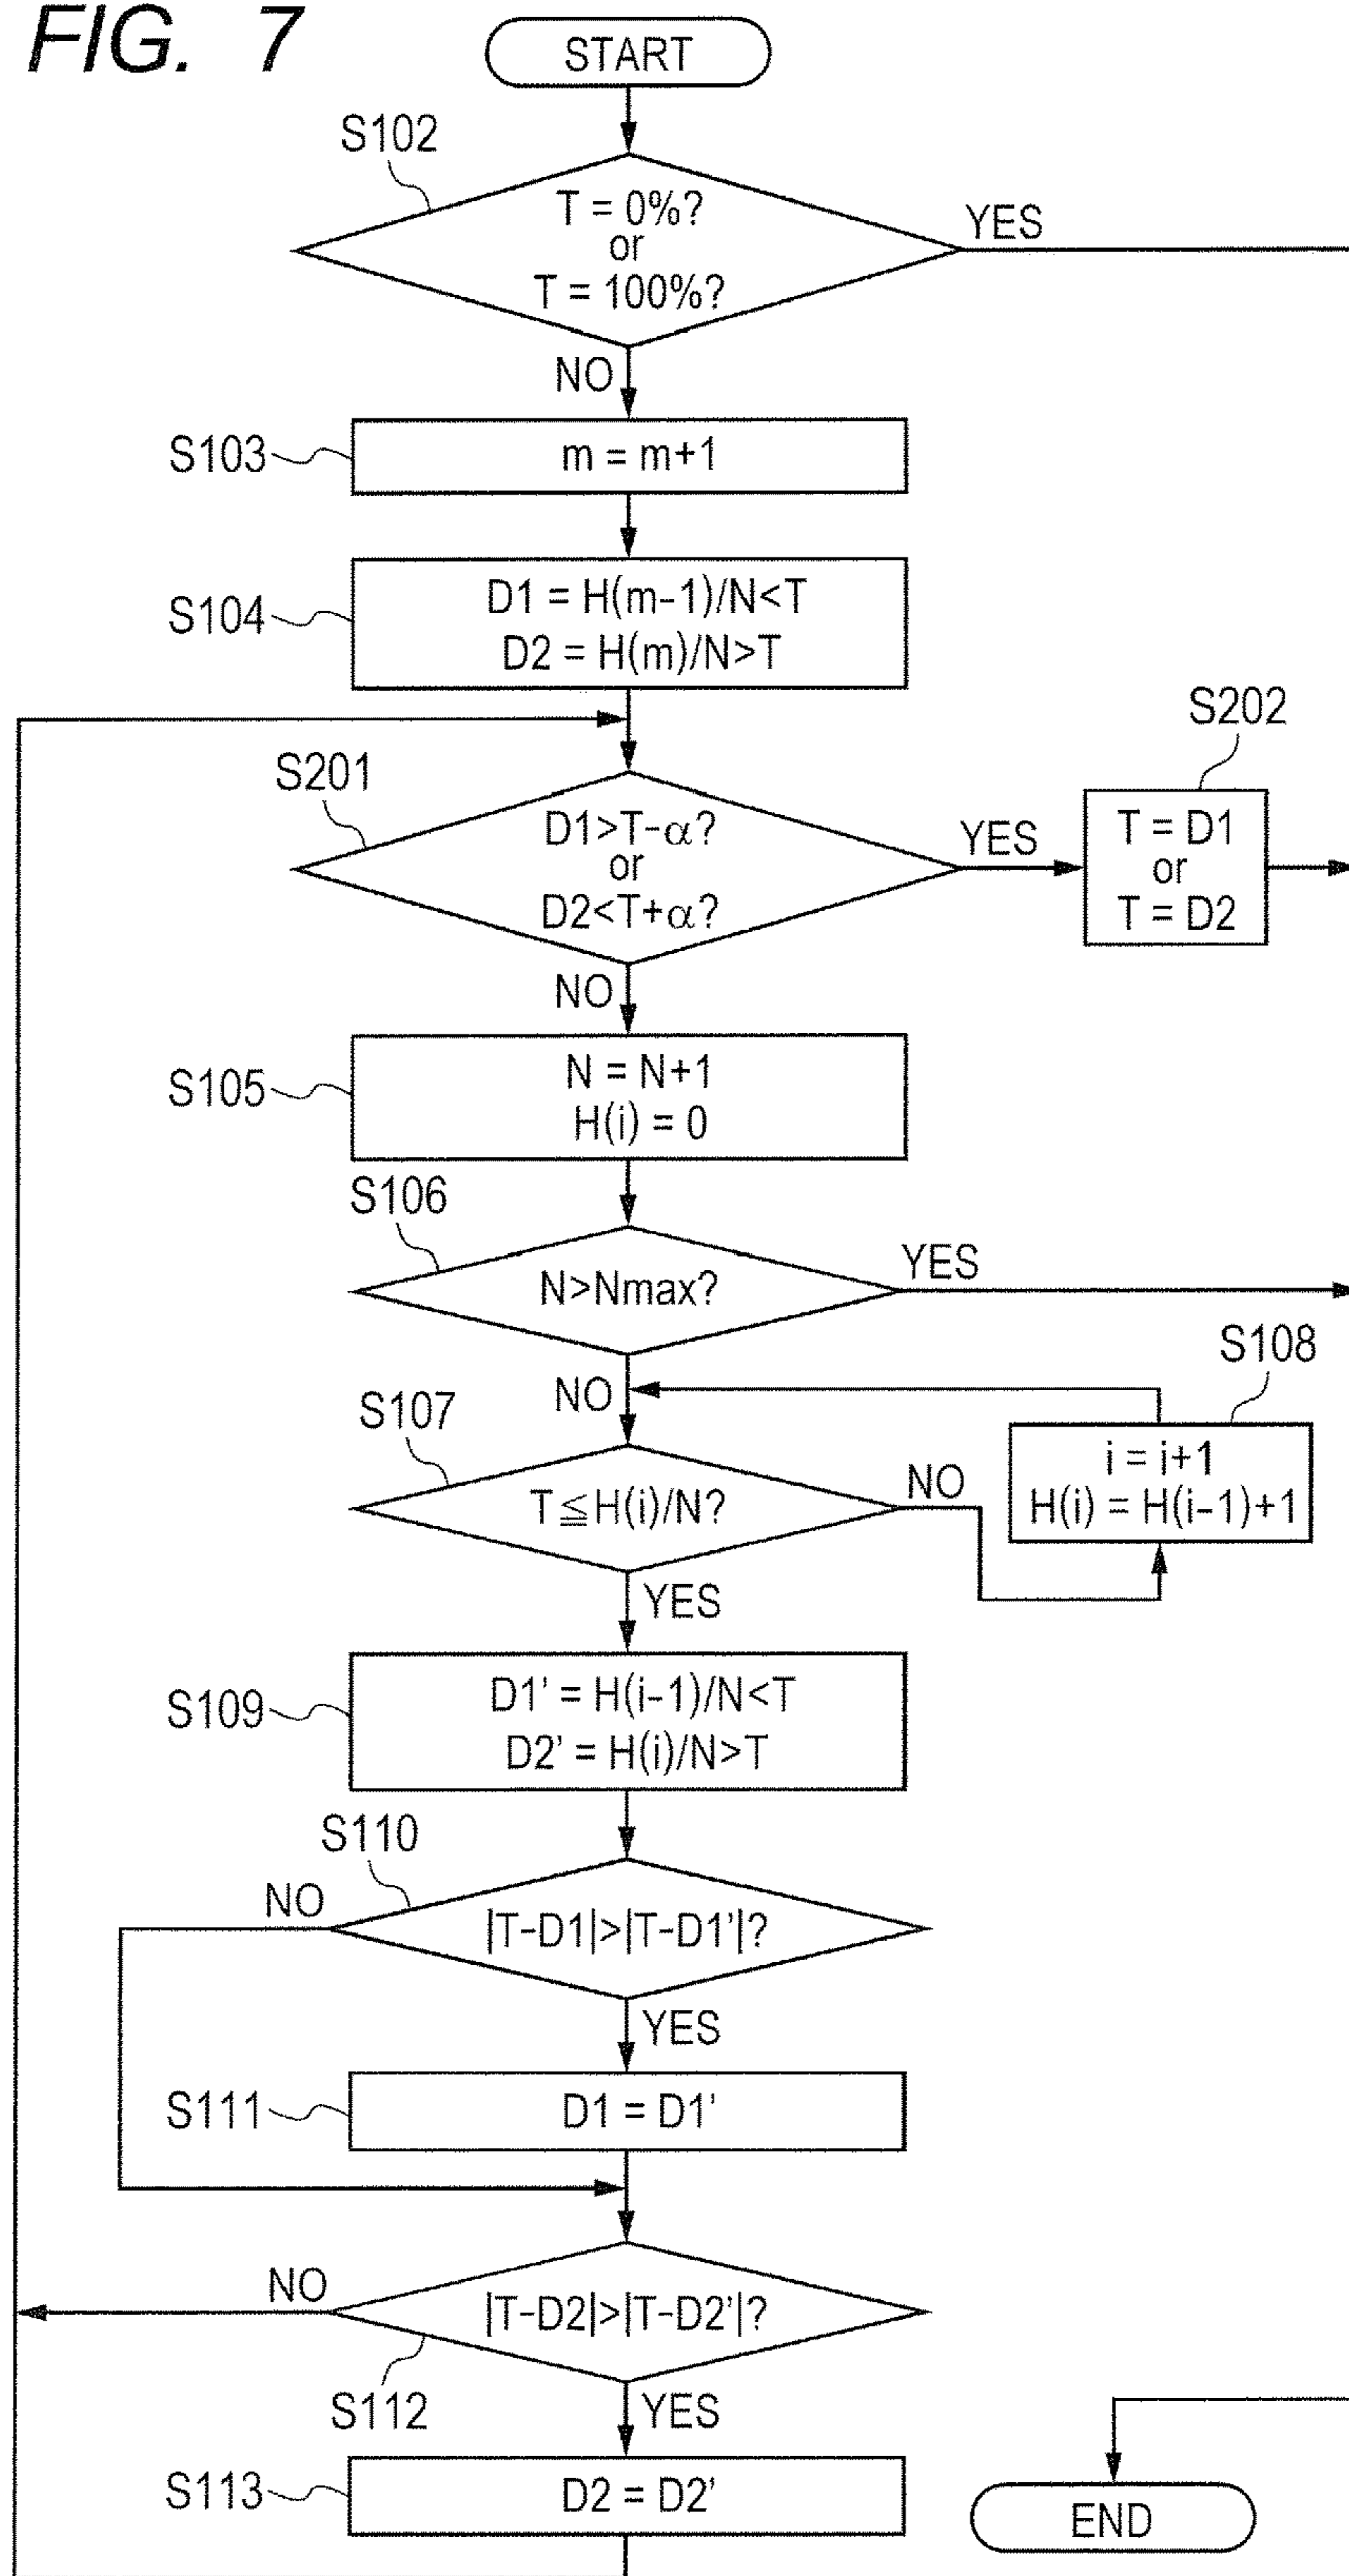 FIG. 7
START
S102
T = 0%?
or
T = 100%?
YES
NO
S103
m = m+1
S104
D1 = H(m-1)/N<T
D2 = H(m)/N>T
S202
S201
D1>T-α?
or
D2<T+α?
YES
T = D1
or
T = D2
NO
S105
N = N+1
H(i) = 0
S106
N>Nmax?
YES
S108
NO
S107
T≦H(i)/N?
NO
i = i+1
H(i) = H(i-1)+1
YES
S109
D1' = H(i-1)/N<T
D2' = H(i)/N>T
S110
NO
|T-D1|>|T-D1'|?
YES
S111
D1 = D1'
NO
|T-D2|>|T-D2'|?
S112
YES
S113
D2 = D2'
END